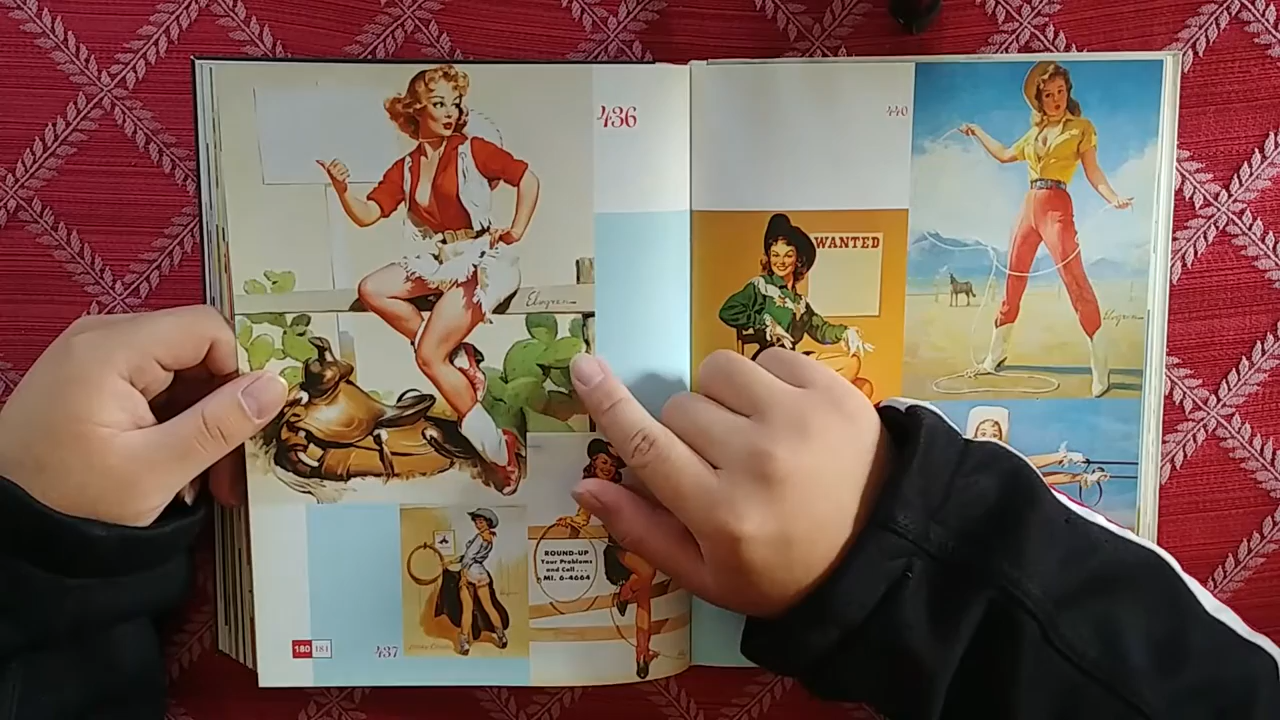 436
Elvgren
440
WANTED
Elvgren
ROUND-UP
Your Problems
and Call...
MI. 6-4664
180 181
437